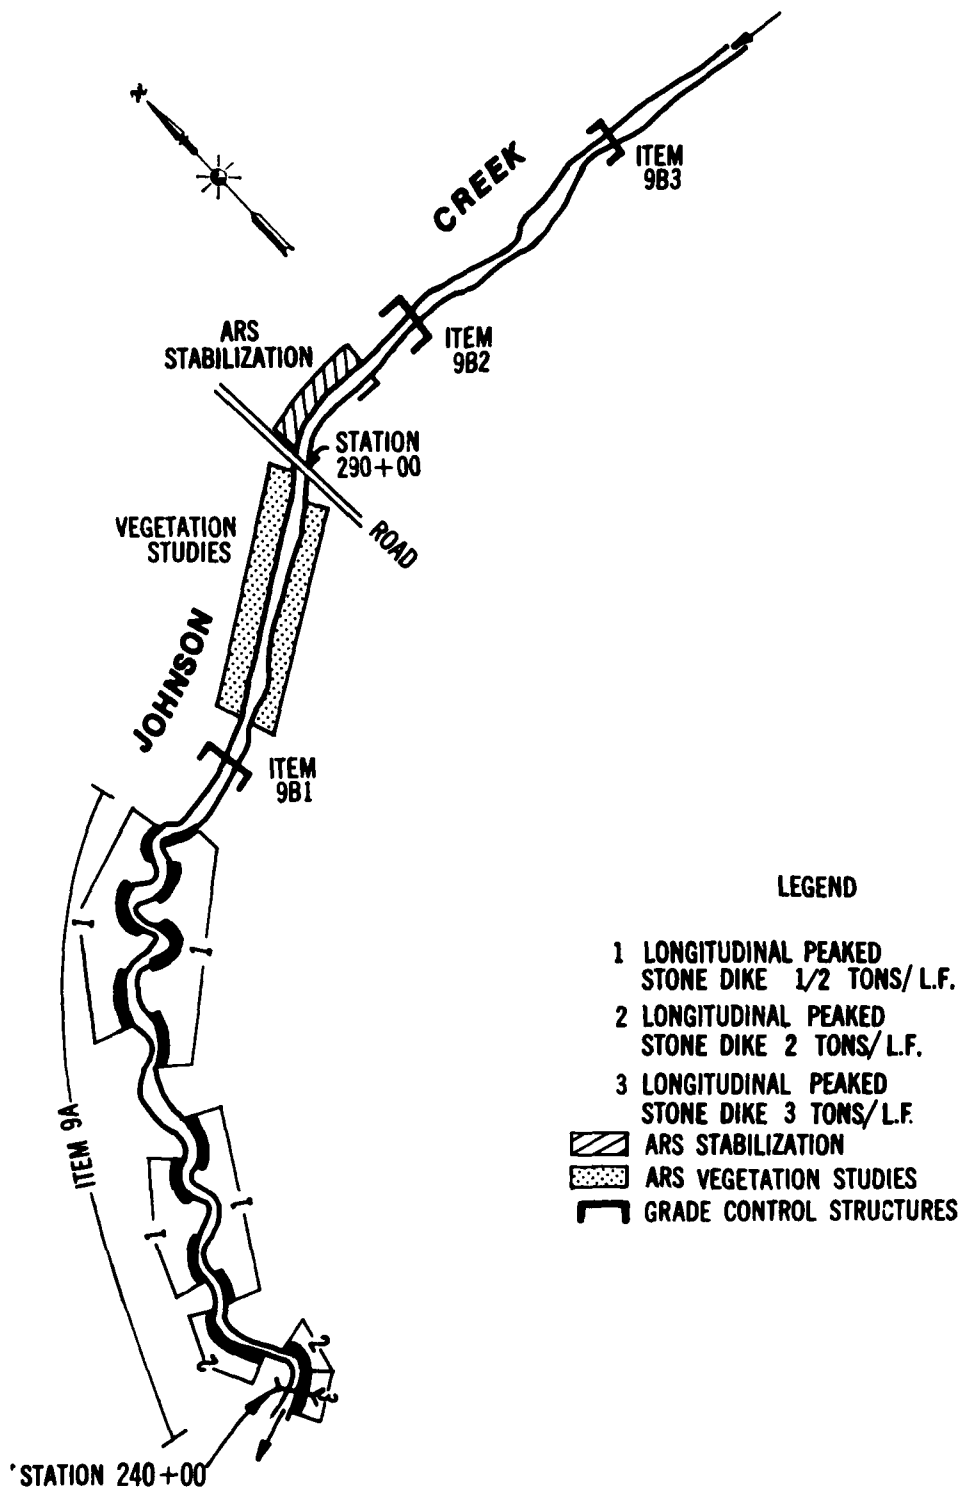 N
CREEK
ITEM
9B3
ARS
STABILIZATION
ITEM
9B2
STATION
290+00
VEGETATION
STUDIES
ROAD
JOHNSON
ITEM
9B1
1
1
ITEM 9A
1
1
2
2
3
STATION 240+00
LEGEND
1 LONGITUDINAL PEAKED
STONE DIKE 1/2 TONS/L.F.
2 LONGITUDINAL PEAKED
STONE DIKE 2 TONS/L.F.
3 LONGITUDINAL PEAKED
STONE DIKE 3 TONS/L.F.
ARS STABILIZATION
ARS VEGETATION STUDIES
GRADE CONTROL STRUCTURES